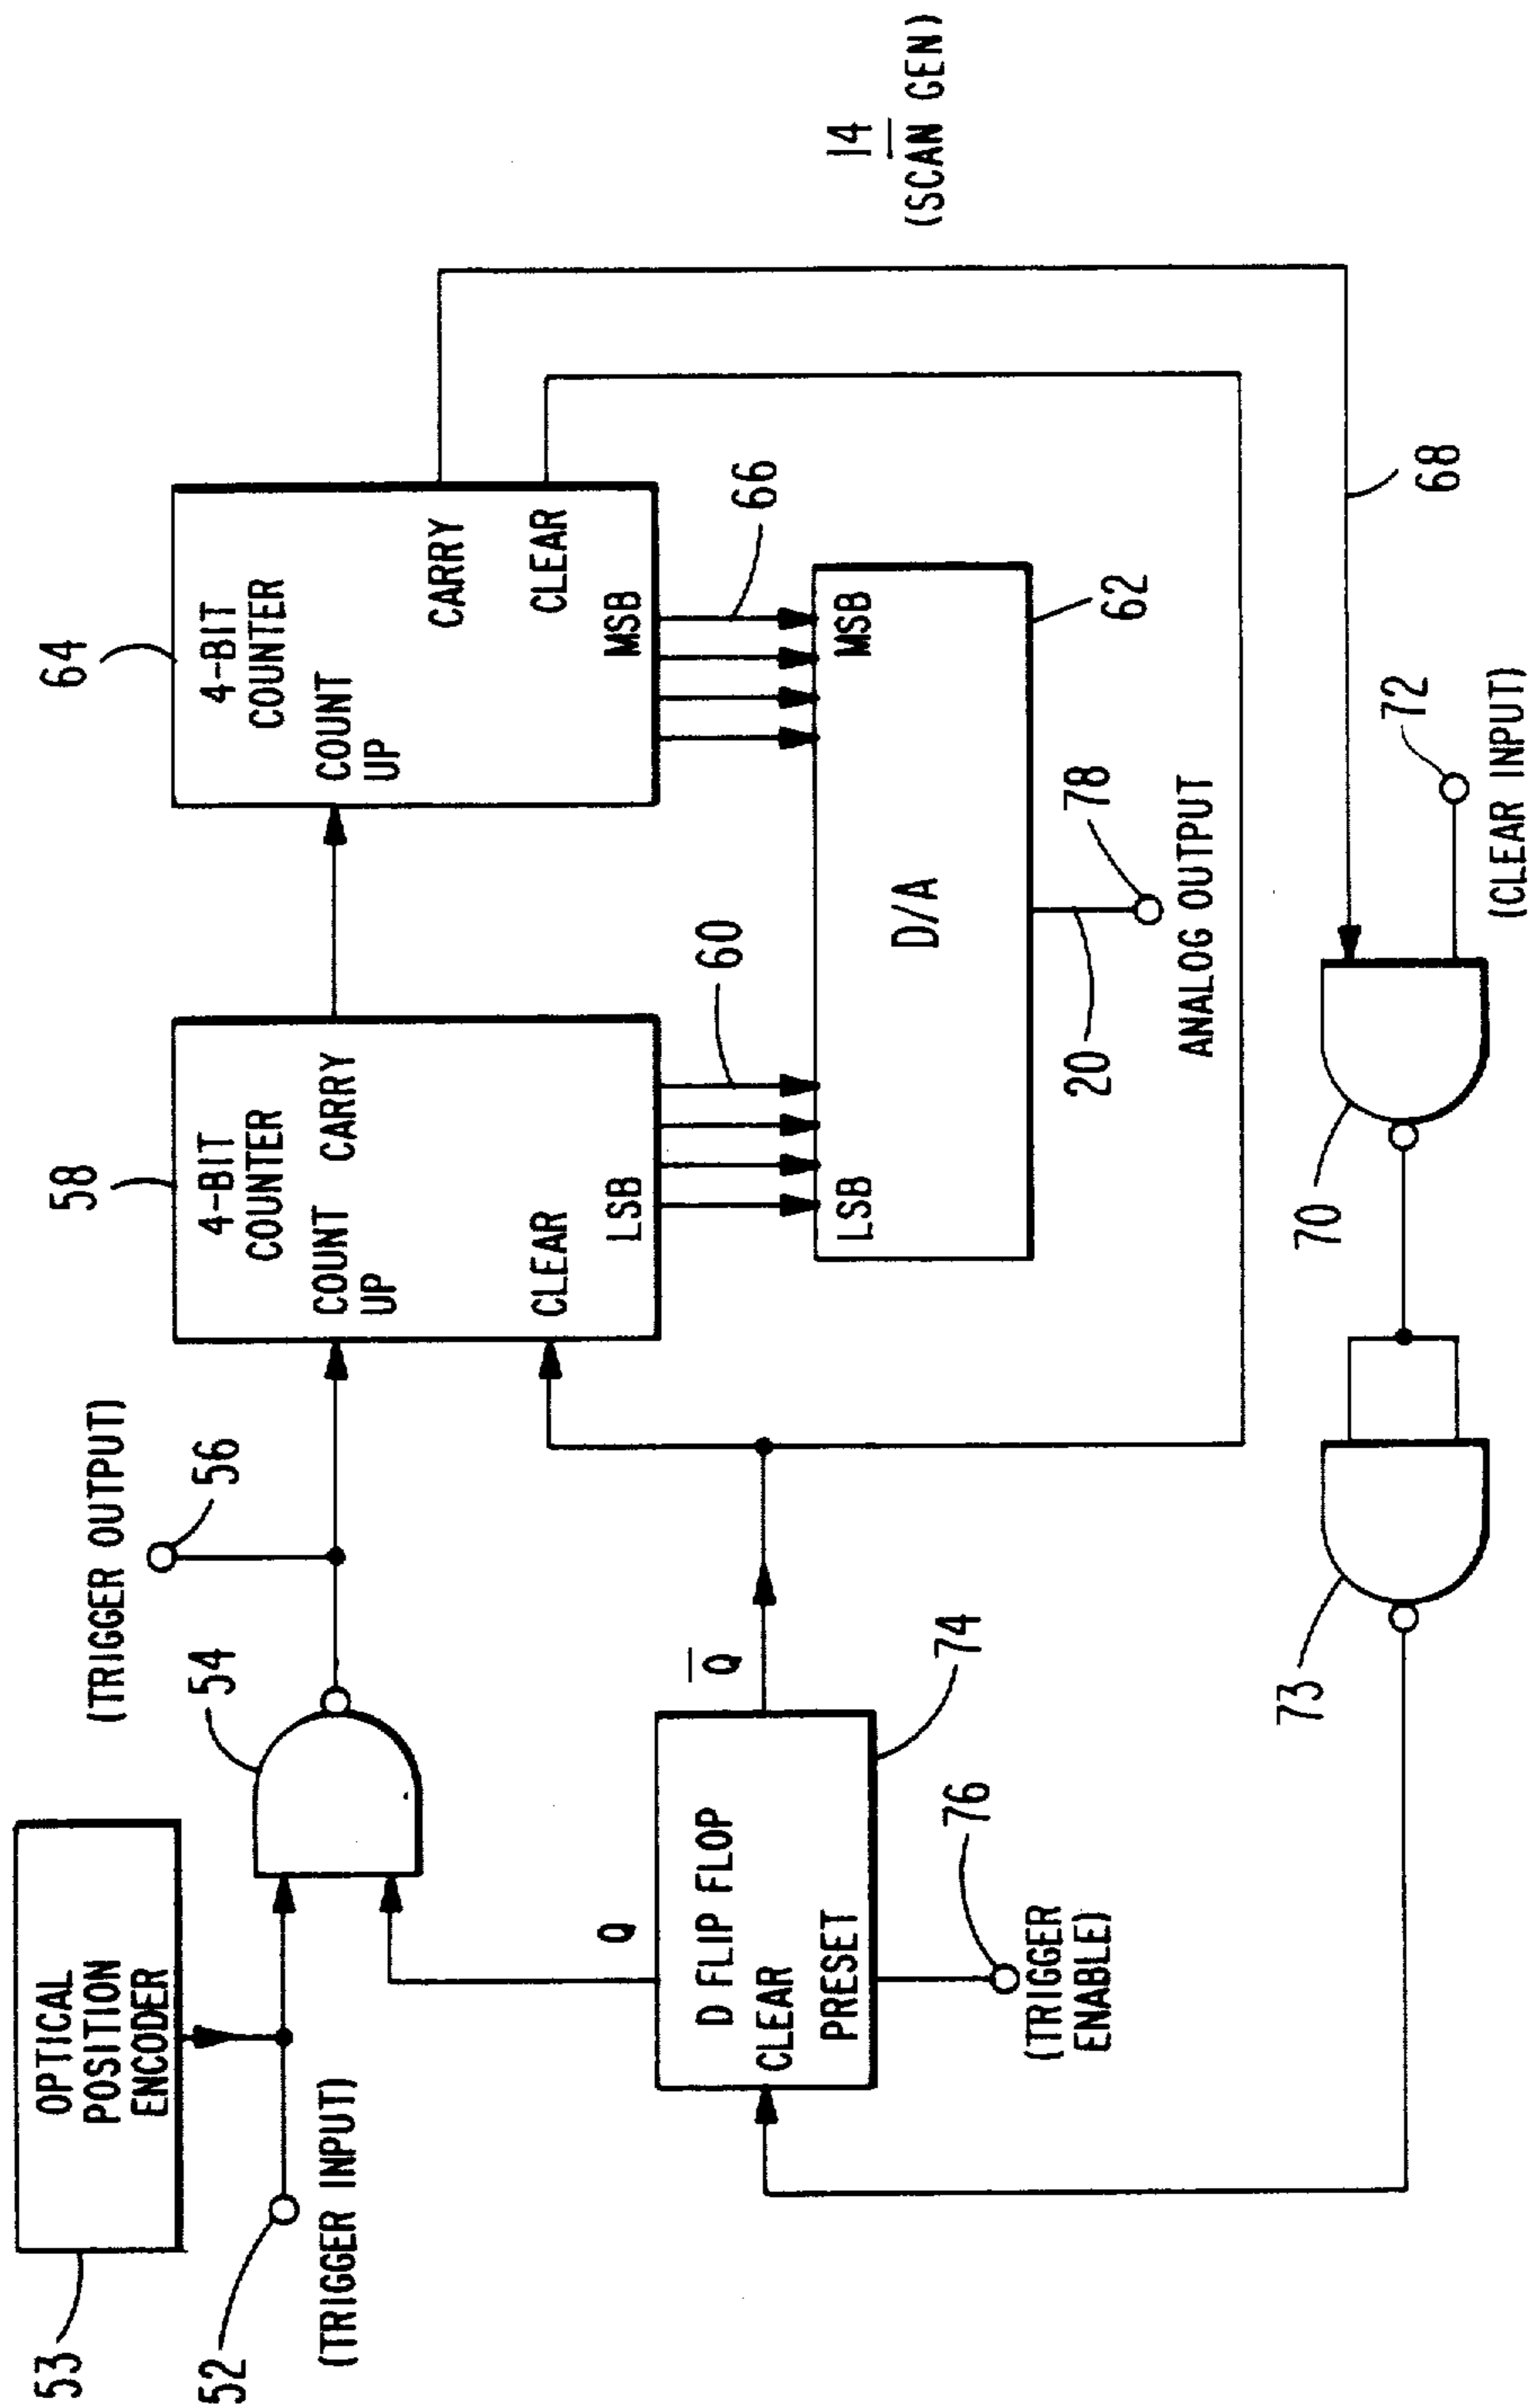 53
OPTICAL
POSITION
ENCODER
52
(TRIGGER INPUT)
54
(TRIGGER OUTPUT)
56
58
4-BIT
COUNTER
COUNT
UP
CARRY
CLEAR
LSB
60
64
4-BIT
COUNTER
COUNT
UP
CARRY
CLEAR
MSB
66
LSB
MSB
D/A
62
20
78
ANALOG OUTPUT
Q
Q̅
D FLIP FLOP
CLEAR
PRESET
74
76
(TRIGGER
ENABLE)
73
70
72
(CLEAR INPUT)
68
14
(SCAN GEN)